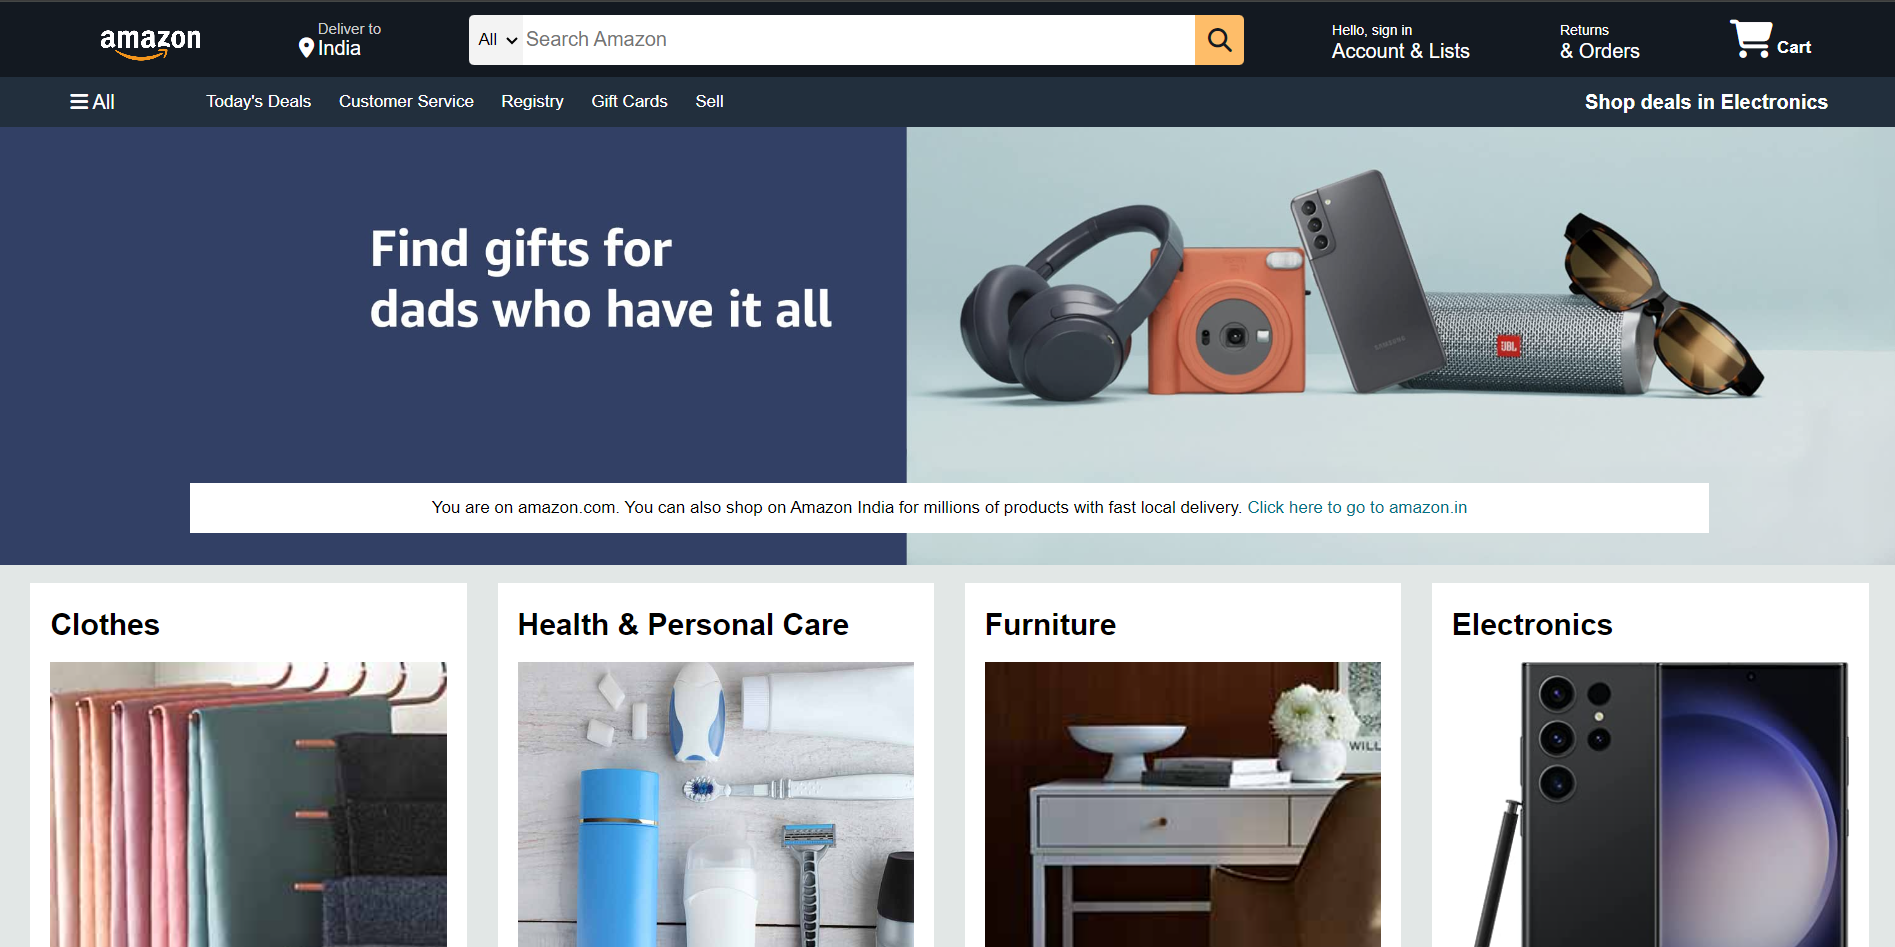 amazon
Deliver to
India
All
Search Amazon
Hello, sign in
Account & Lists
Returns
& Orders
Cart
All
Today's Deals
Customer Service
Registry
Gift Cards
Sell
Shop deals in Electronics
Find gifts for
dads who have it all
SAMSUNG
JBL
You are on amazon.com. You can also shop on Amazon India for millions of products with fast local delivery. Click here to go to amazon.in
Clothes
Health & Personal Care
Furniture
Electronics
WILL